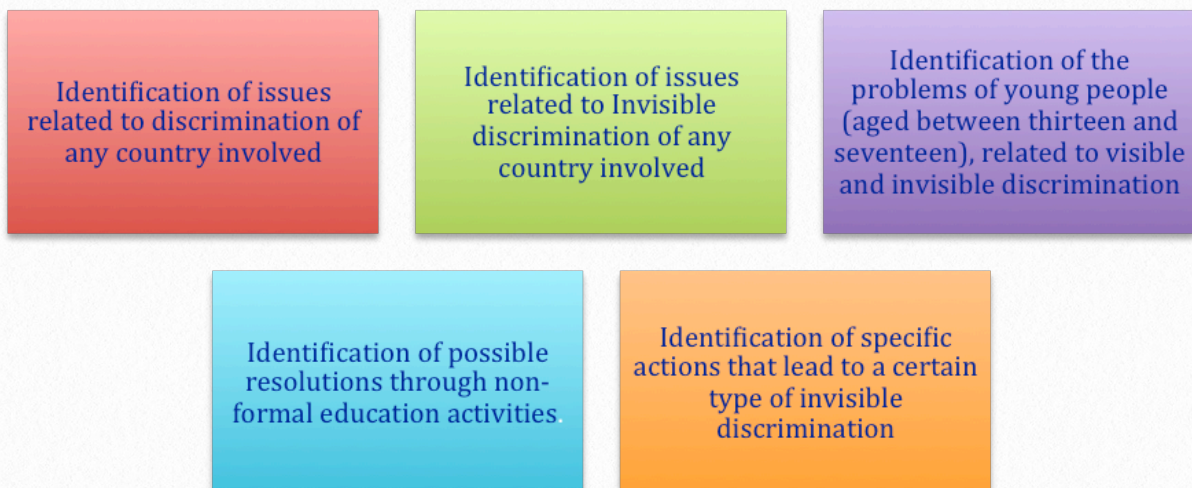 Identification of issues
related to discrimination of
any country involved
Identification of issues
related to Invisible
discrimination of any
country involved
Identification of the
problems of young people
(aged between thirteen and
seventeen), related to visible
and invisible discrimination
Identification of possible
resolutions through non-
formal education activities.
Identification of specific
actions that lead to a certain
type of invisible
discrimination